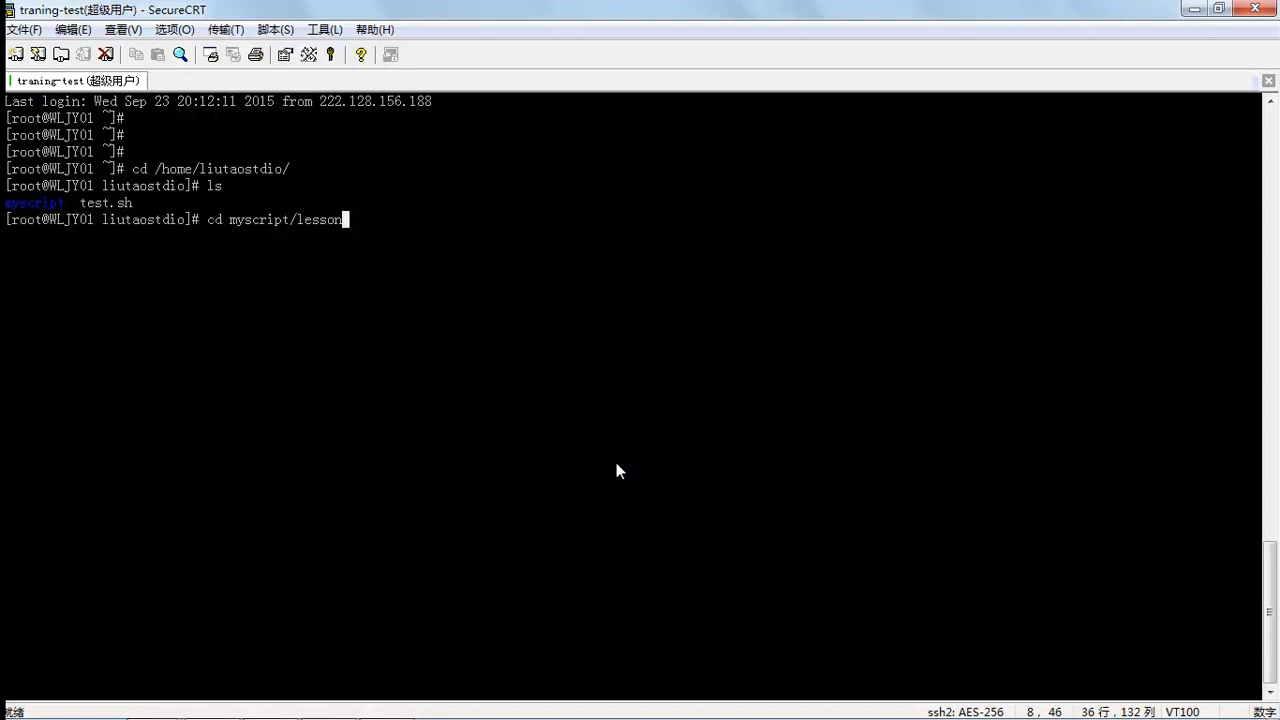 traning-test(超级用户) - SecureCRT
文件(F) 编辑(E) 查看(V) 选项(O) 传输(T) 脚本(S) 工具(L) 帮助(H)
traning-test(超级用户)
Last login: Wed Sep 23 20:12:11 2015 from 222.128.156.188
[root@WLJY01 ~]#
[root@WLJY01 ~]#
[root@WLJY01 ~]#
[root@WLJY01 ~]# cd /home/liutaostdio/
[root@WLJY01 liutaostdio]# ls
myscript  test.sh
[root@WLJY01 liutaostdio]# cd myscript/lesson
就绪 ssh2: AES-256 8, 46 36 行, 132 列 VT100 数字